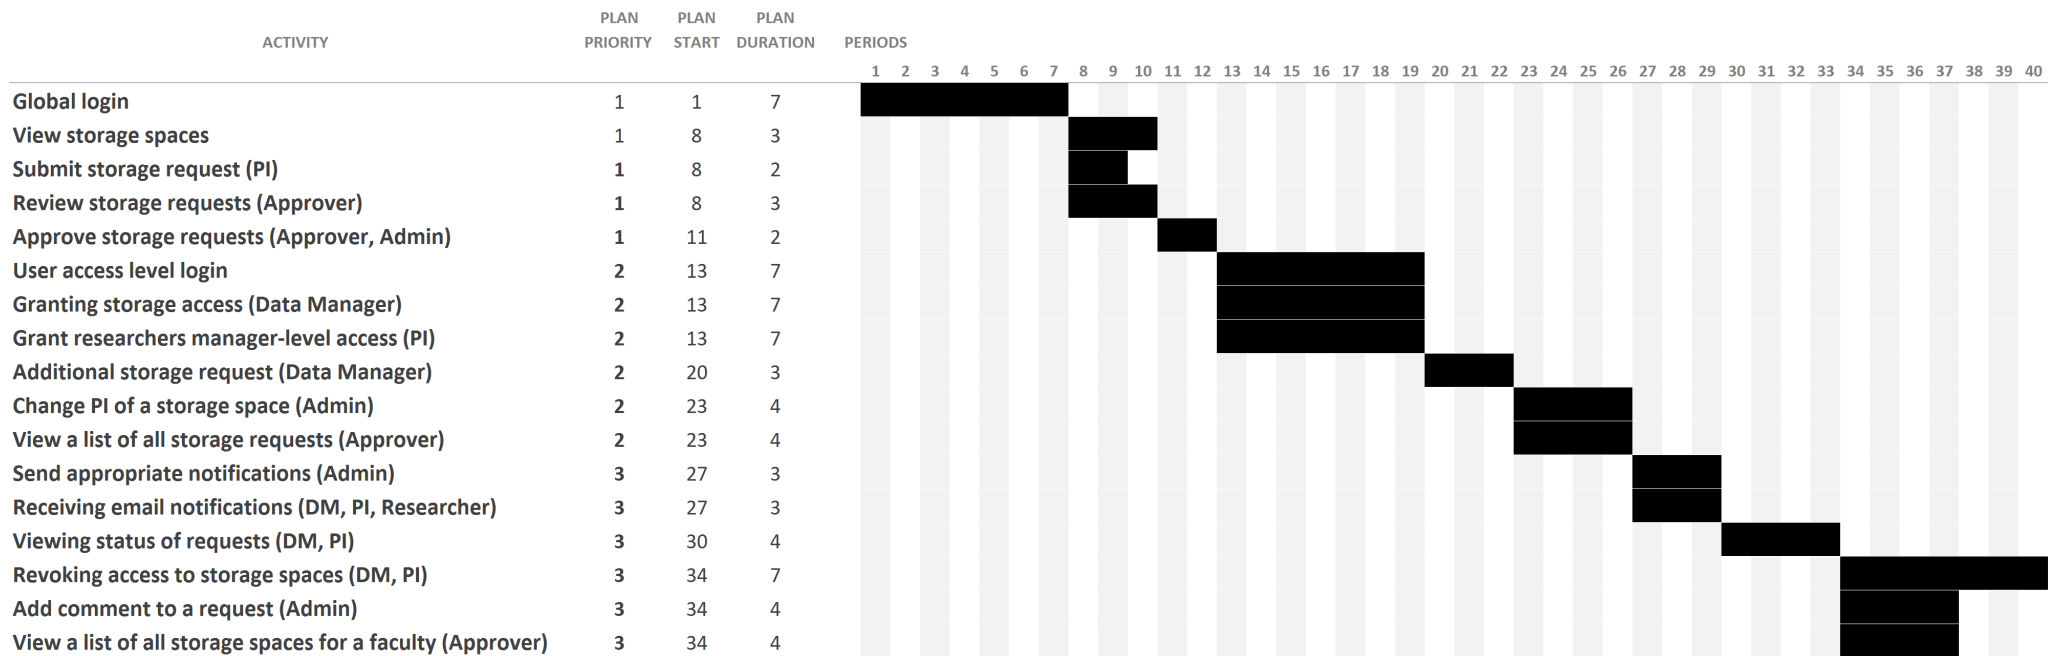 PLAN PLAN PLAN
ACTIVITY PRIORITY START DURATION PERIODS
1 2 3 4 5 6 7 8 9 10 11 12 13 14 15 16 17 18 19 20 21 22 23 24 25 26 27 28 29 30 31 32 33 34 35 36 37 38 39 40
Global login 1 1 7
View storage spaces 1 8 3
Submit storage request (PI) 1 8 2
Review storage requests (Approver) 1 8 3
Approve storage requests (Approver, Admin) 1 11 2
User access level login 2 13 7
Granting storage access (Data Manager) 2 13 7
Grant researchers manager-level access (PI) 2 13 7
Additional storage request (Data Manager) 2 20 3
Change PI of a storage space (Admin) 2 23 4
View a list of all storage requests (Approver) 2 23 4
Send appropriate notifications (Admin) 3 27 3
Receiving email notifications (DM, PI, Researcher) 3 27 3
Viewing status of requests (DM, PI) 3 30 4
Revoking access to storage spaces (DM, PI) 3 34 7
Add comment to a request (Admin) 3 34 4
View a list of all storage spaces for a faculty (Approver) 3 34 4